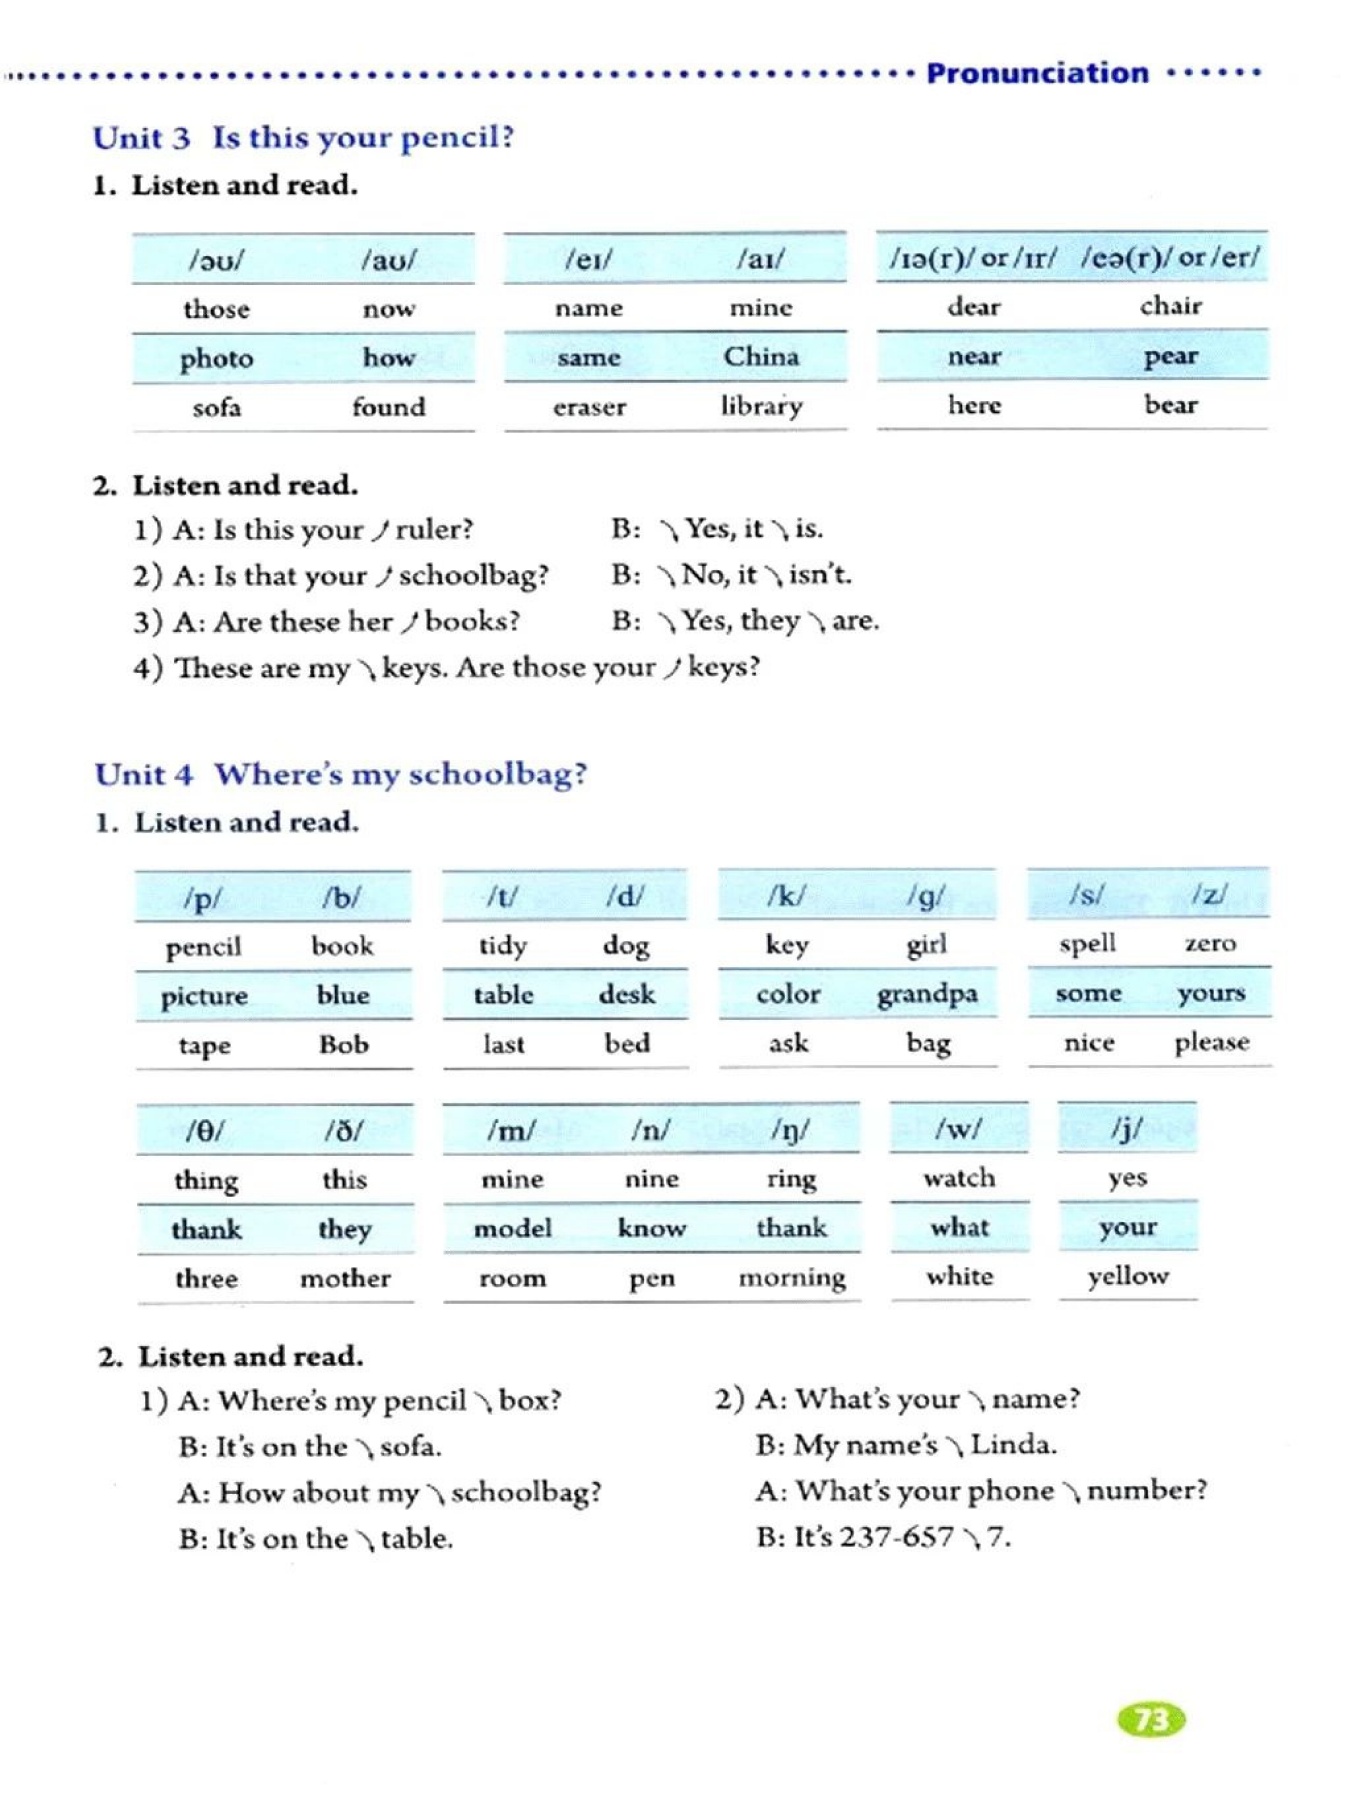 Pronunciation
Unit 3 Is this your pencil?
1. Listen and read.
/əʊ/ /aʊ/ /eɪ/ /aɪ/ /ɪə(r)/ or /ɪr/ /eə(r)/ or /er/
those now name mine dear chair
photo how same China near pear
sofa found eraser library here bear
2. Listen and read.
1) A: Is this your ↗ ruler? B: ↘ Yes, it ↘ is.
2) A: Is that your ↗ schoolbag? B: ↘ No, it ↘ isn't.
3) A: Are these her ↗ books? B: ↘ Yes, they ↘ are.
4) These are my ↘ keys. Are those your ↗ keys?
Unit 4 Where's my schoolbag?
1. Listen and read.
/p/ /b/ /t/ /d/ /k/ /g/ /s/ /z/
pencil book tidy dog key girl spell zero
picture blue table desk color grandpa some yours
tape Bob last bed ask bag nice please
/θ/ /ð/ /m/ /n/ /ŋ/ /w/ /j/
thing this mine nine ring watch yes
thank they model know thank what your
three mother room pen morning white yellow
2. Listen and read.
1) A: Where's my pencil ↘ box? 2) A: What's your ↘ name?
B: It's on the ↘ sofa. B: My name's ↘ Linda.
A: How about my ↘ schoolbag? A: What's your phone ↘ number?
B: It's on the ↘ table. B: It's 237-657 ↘ 7.
73